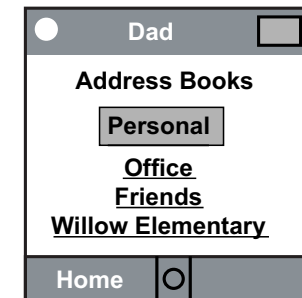 Dad
Address Books
Personal
Office
Friends
Willow Elementary
Home